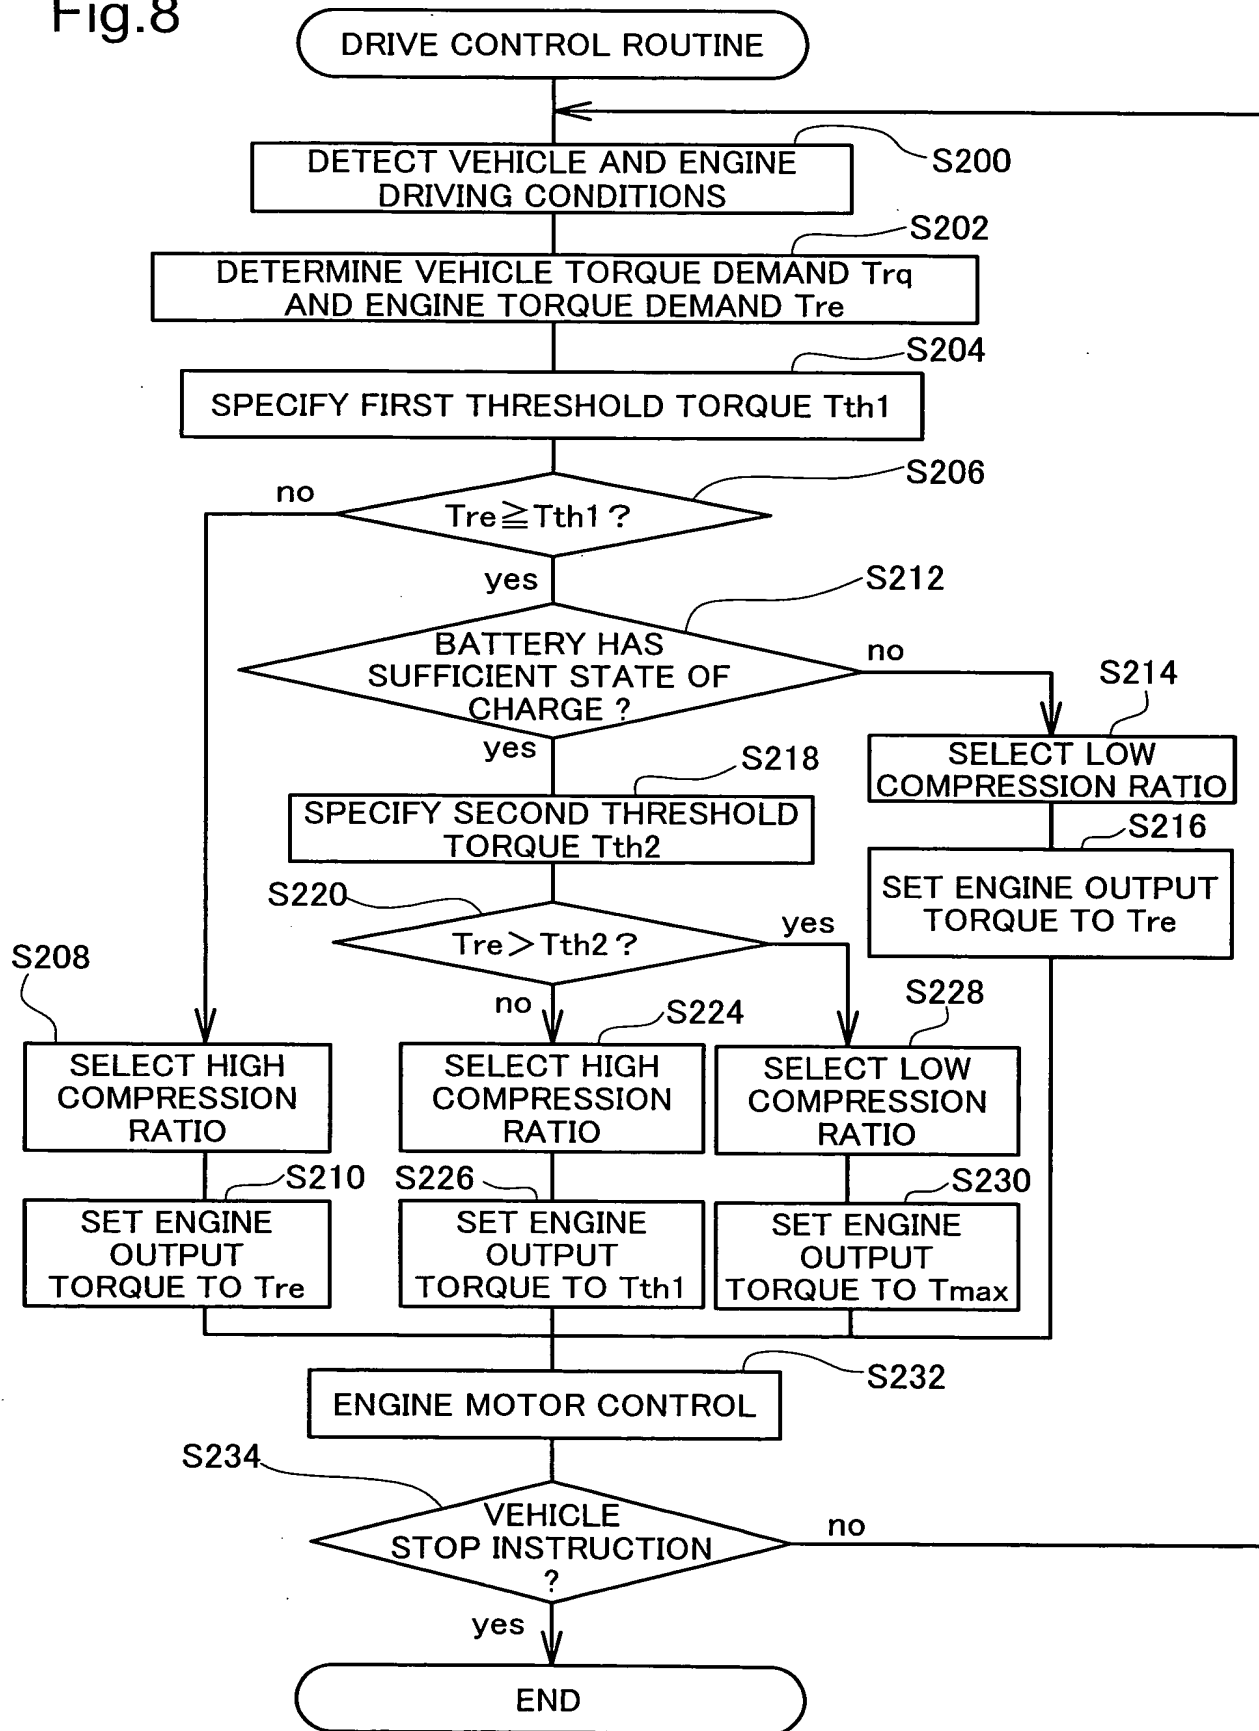 Fig.8
DRIVE CONTROL ROUTINE
DETECT VEHICLE AND ENGINE
DRIVING CONDITIONS
S200
S202
DETERMINE VEHICLE TORQUE DEMAND Trq
AND ENGINE TORQUE DEMAND Tre
S204
SPECIFY FIRST THRESHOLD TORQUE Tth1
S206
no
Tre≧Tth1?
yes
S212
BATTERY HAS
SUFFICIENT STATE OF
CHARGE?
no
yes
S214
SELECT LOW
COMPRESSION RATIO
S216
SET ENGINE OUTPUT
TORQUE TO Tre
S218
SPECIFY SECOND THRESHOLD
TORQUE Tth2
S220
Tre>Tth2?
yes
no
S208
SELECT HIGH
COMPRESSION
RATIO
S224
SELECT HIGH
COMPRESSION
RATIO
S228
SELECT LOW
COMPRESSION
RATIO
S210
SET ENGINE
OUTPUT
TORQUE TO Tre
S226
SET ENGINE
OUTPUT
TORQUE TO Tth1
S230
SET ENGINE
OUTPUT
TORQUE TO Tmax
S232
ENGINE MOTOR CONTROL
S234
VEHICLE
STOP INSTRUCTION
?
no
yes
END